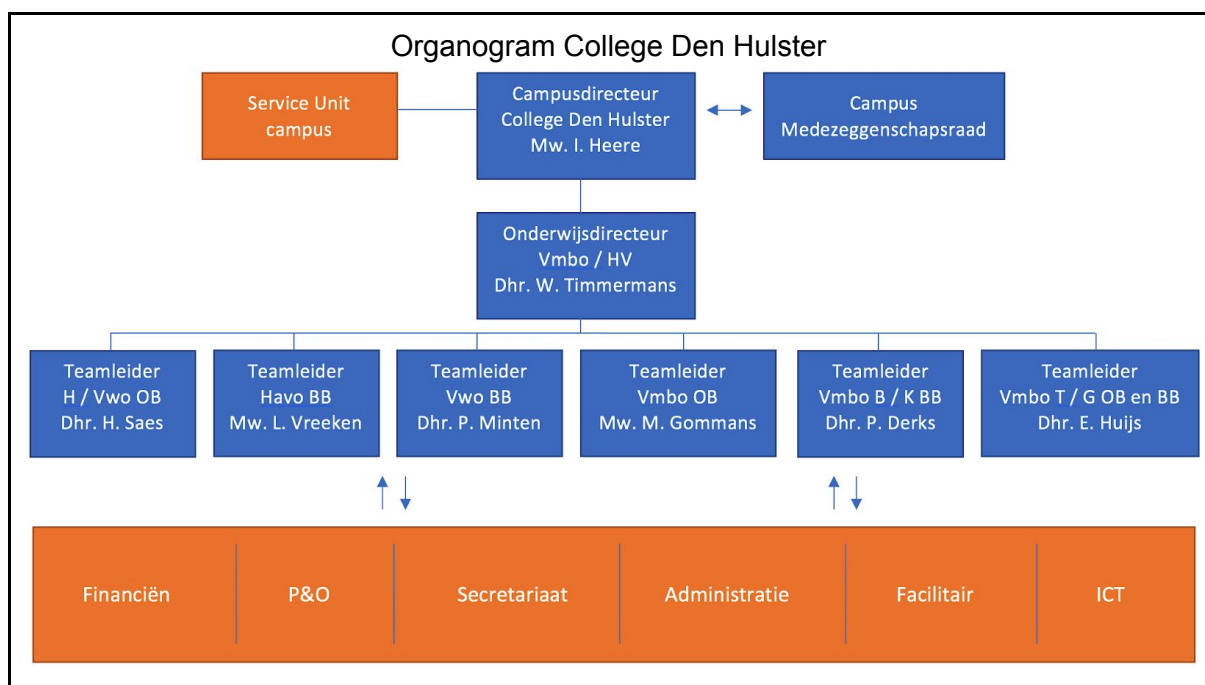 Organogram College Den Hulster
Service Unit
campus
Campusdirecteur
College Den Hulster
Mw. I. Heere
Campus
Medezeggenschapsraad
Onderwijsdirecteur
Vmbo / HV
Dhr. W. Timmermans
Teamleider
H / Vwo OB
Dhr. H. Saes
Teamleider
Havo BB
Mw. L. Vreeken
Teamleider
Vwo BB
Dhr. P. Minten
Teamleider
Vmbo OB
Mw. M. Gommans
Teamleider
Vmbo B / K BB
Dhr. P. Derks
Teamleider
Vmbo T / G OB en BB
Dhr. E. Huijs
Financiën
P&O
Secretariaat
Administratie
Facilitair
ICT